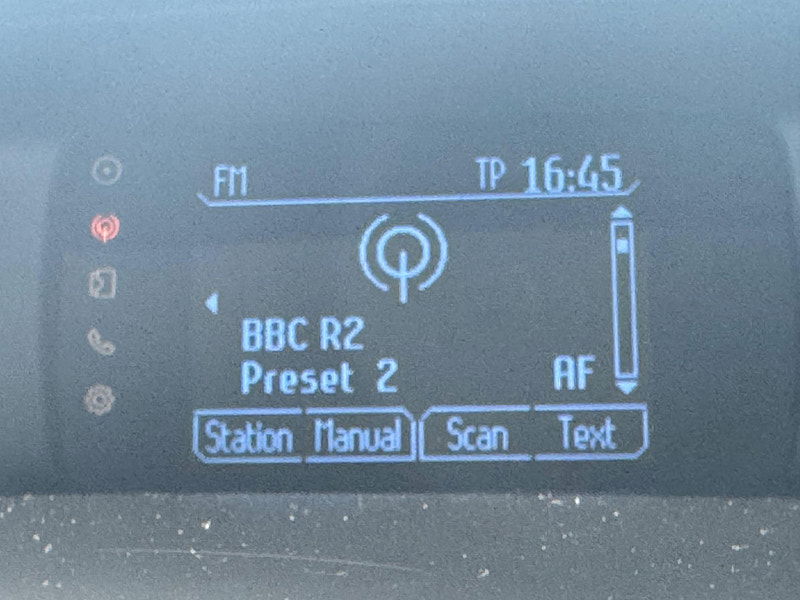 FM TP 16:45
BBC R2
Preset 2 AF
Station Manual Scan Text